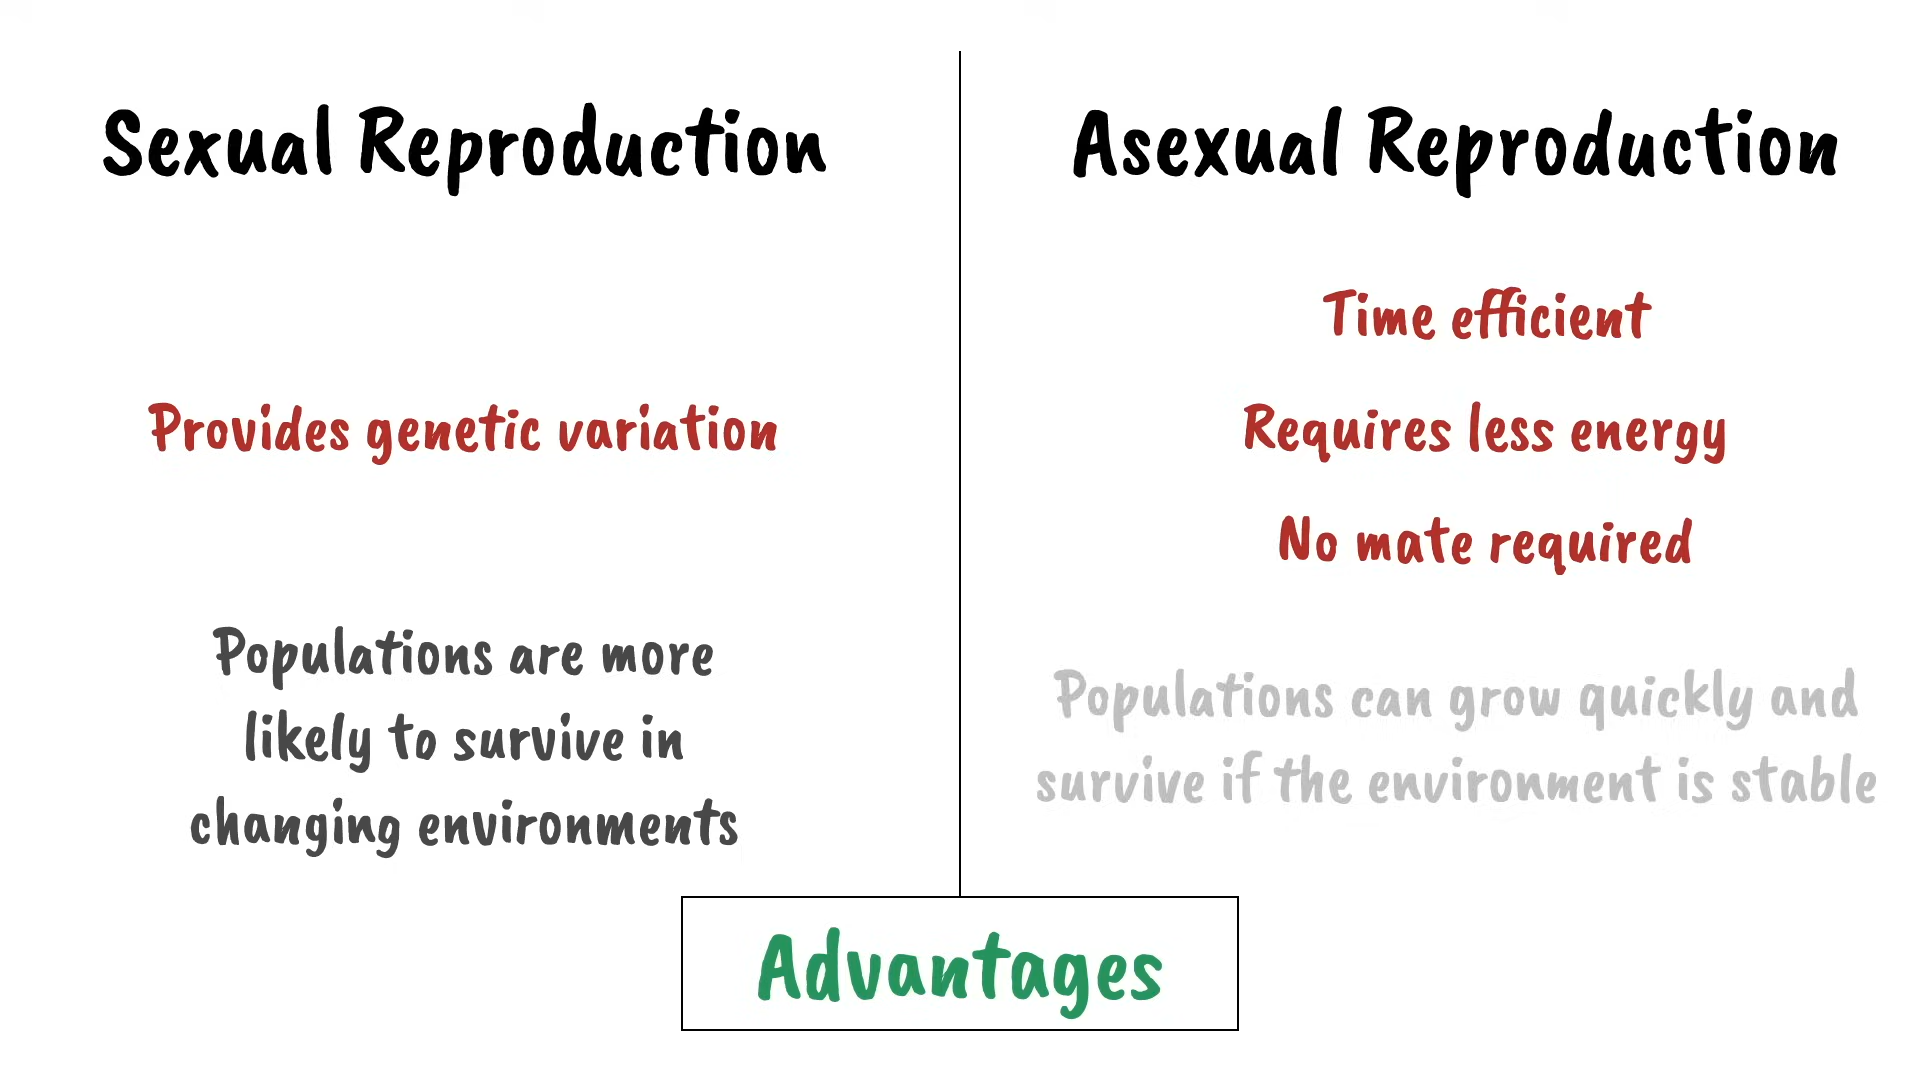 Sexual Reproduction
Provides genetic variation
Populations are more
likely to survive in
changing environments
Asexual Reproduction
Time efficient
Requires less energy
No mate required
Populations can grow quickly and
survive if the environment is stable
Advantages